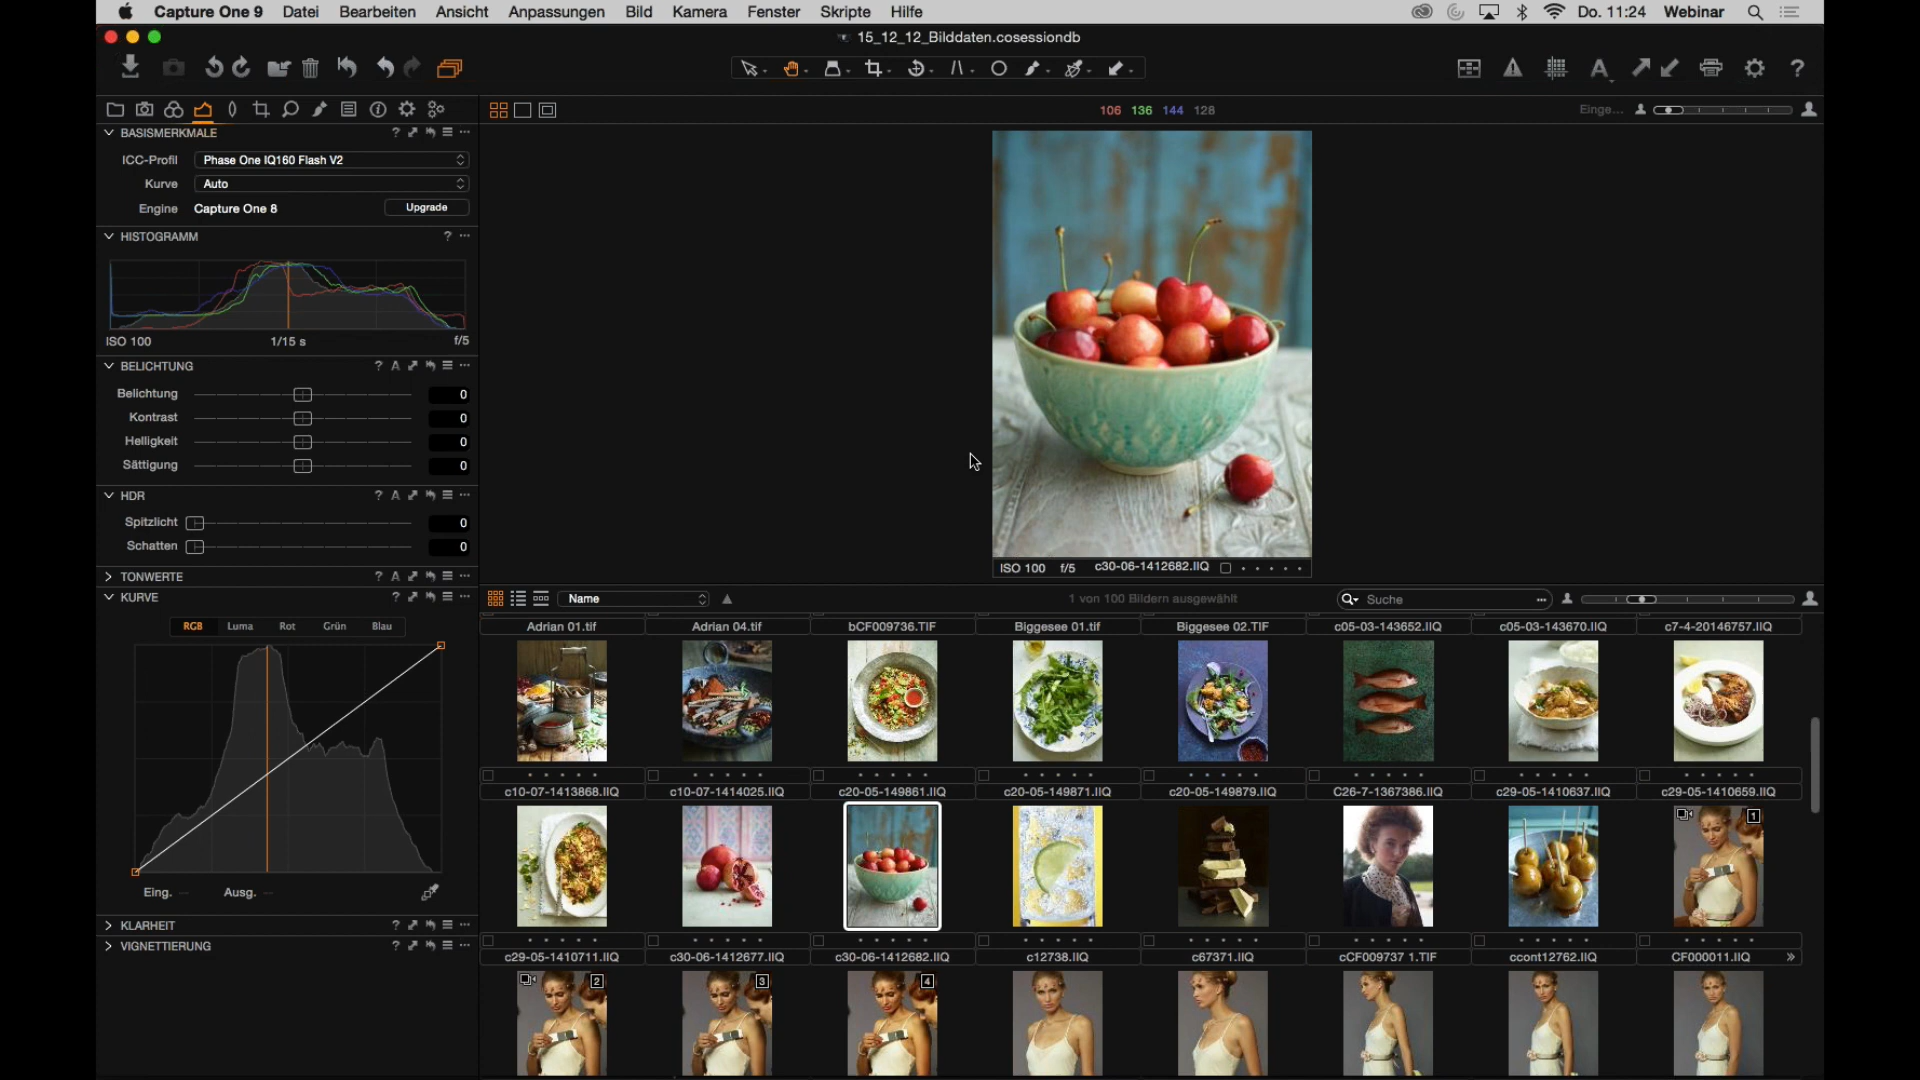 Capture One 9 Datei Bearbeiten Ansicht Anpassungen Bild Kamera Fenster Skripte Hilfe Do. 11:24 Webinar
15_12_12_Bilddaten.cosessiondb
106 136 144 128 Einge...
BASISMERKMALE
ICC-Profil Phase One IQ160 Flash V2
Kurve Auto
Engine Capture One 8 Upgrade
HISTOGRAMM
ISO 100 1/15 s f/5
BELICHTUNG
Belichtung 0
Kontrast 0
Helligkeit 0
Sättigung 0
HDR
Spitzlicht 0
Schatten 0
TONWERTE
KURVE
RGB Luma Rot Grün Blau
Eing. -- Ausg. --
KLARHEIT
VIGNETTIERUNG
ISO 100 f/5 c30-06-1412682.IIQ
Name 1 von 100 Bildern ausgewählt Suche
Adrian 01.tif Adrian 04.tif bCF009736.TIF Biggesee 01.tif Biggesee 02.TIF c05-03-143652.IIQ c05-03-143670.IIQ c7-4-20146757.IIQ
c10-07-1413868.IIQ c10-07-1414025.IIQ c20-05-149861.IIQ c20-05-149871.IIQ c20-05-149879.IIQ C26-7-1367386.IIQ c29-05-1410637.IIQ c29-05-1410659.IIQ
1
c29-05-1410711.IIQ c30-06-1412677.IIQ c30-06-1412682.IIQ c12738.IIQ c67371.IIQ cCF009737 1.TIF ccont12762.IIQ CF000011.IIQ
2 3 4